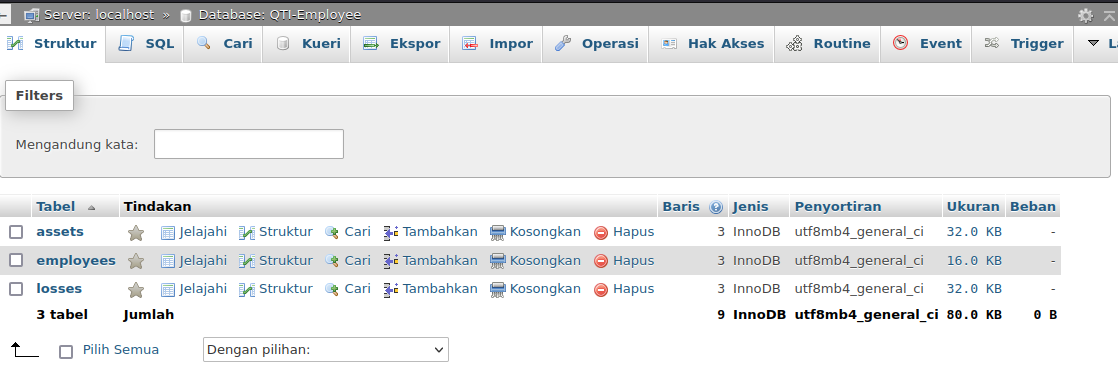 Server: localhost » Database: QTI-Employee
Struktur SQL Cari Kueri Ekspor Impor Operasi Hak Akses Routine Event Trigger
Filters
Mengandung kata:
Tabel Tindakan Baris Jenis Penyortiran Ukuran Beban
assets Jelajahi Struktur Cari Tambahkan Kosongkan Hapus 3 InnoDB utf8mb4_general_ci 32.0 KB -
employees Jelajahi Struktur Cari Tambahkan Kosongkan Hapus 3 InnoDB utf8mb4_general_ci 16.0 KB -
losses Jelajahi Struktur Cari Tambahkan Kosongkan Hapus 3 InnoDB utf8mb4_general_ci 32.0 KB -
3 tabel Jumlah 9 InnoDB utf8mb4_general_ci 80.0 KB 0 B
Pilih Semua Dengan pilihan: